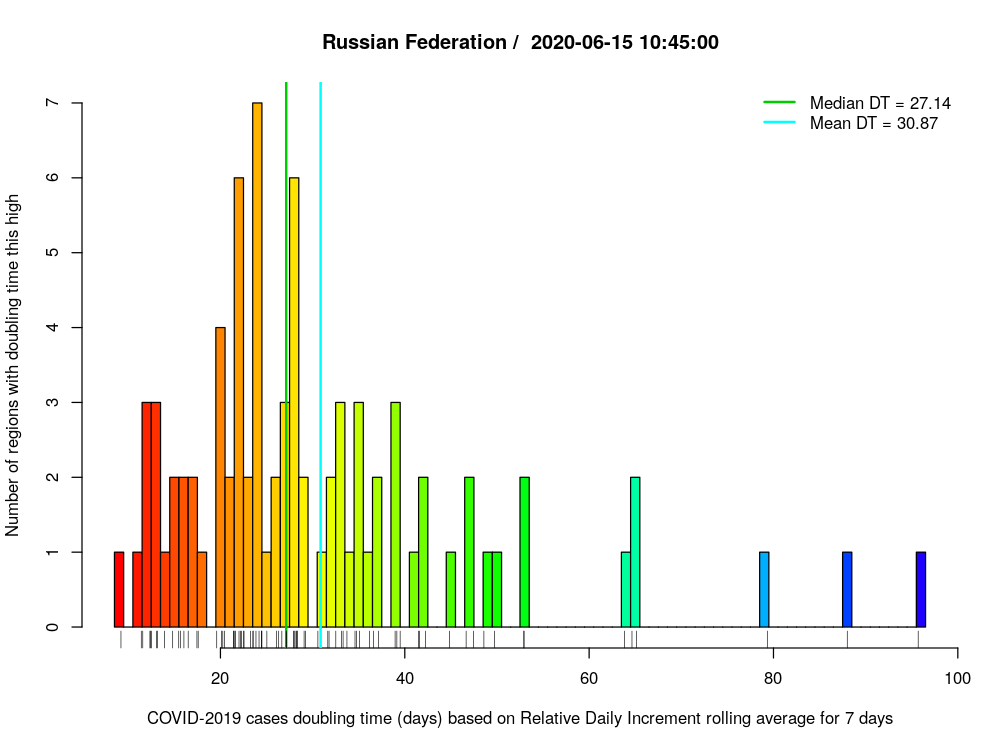 Russian Federation /  2020-06-15 10:45:00
Median DT = 27.14
Mean DT = 30.87
Number of regions with doubling time this high
7
6
5
4
3
2
1
0
20 40 60 80 100
COVID-2019 cases doubling time (days) based on Relative Daily Increment rolling average for 7 days